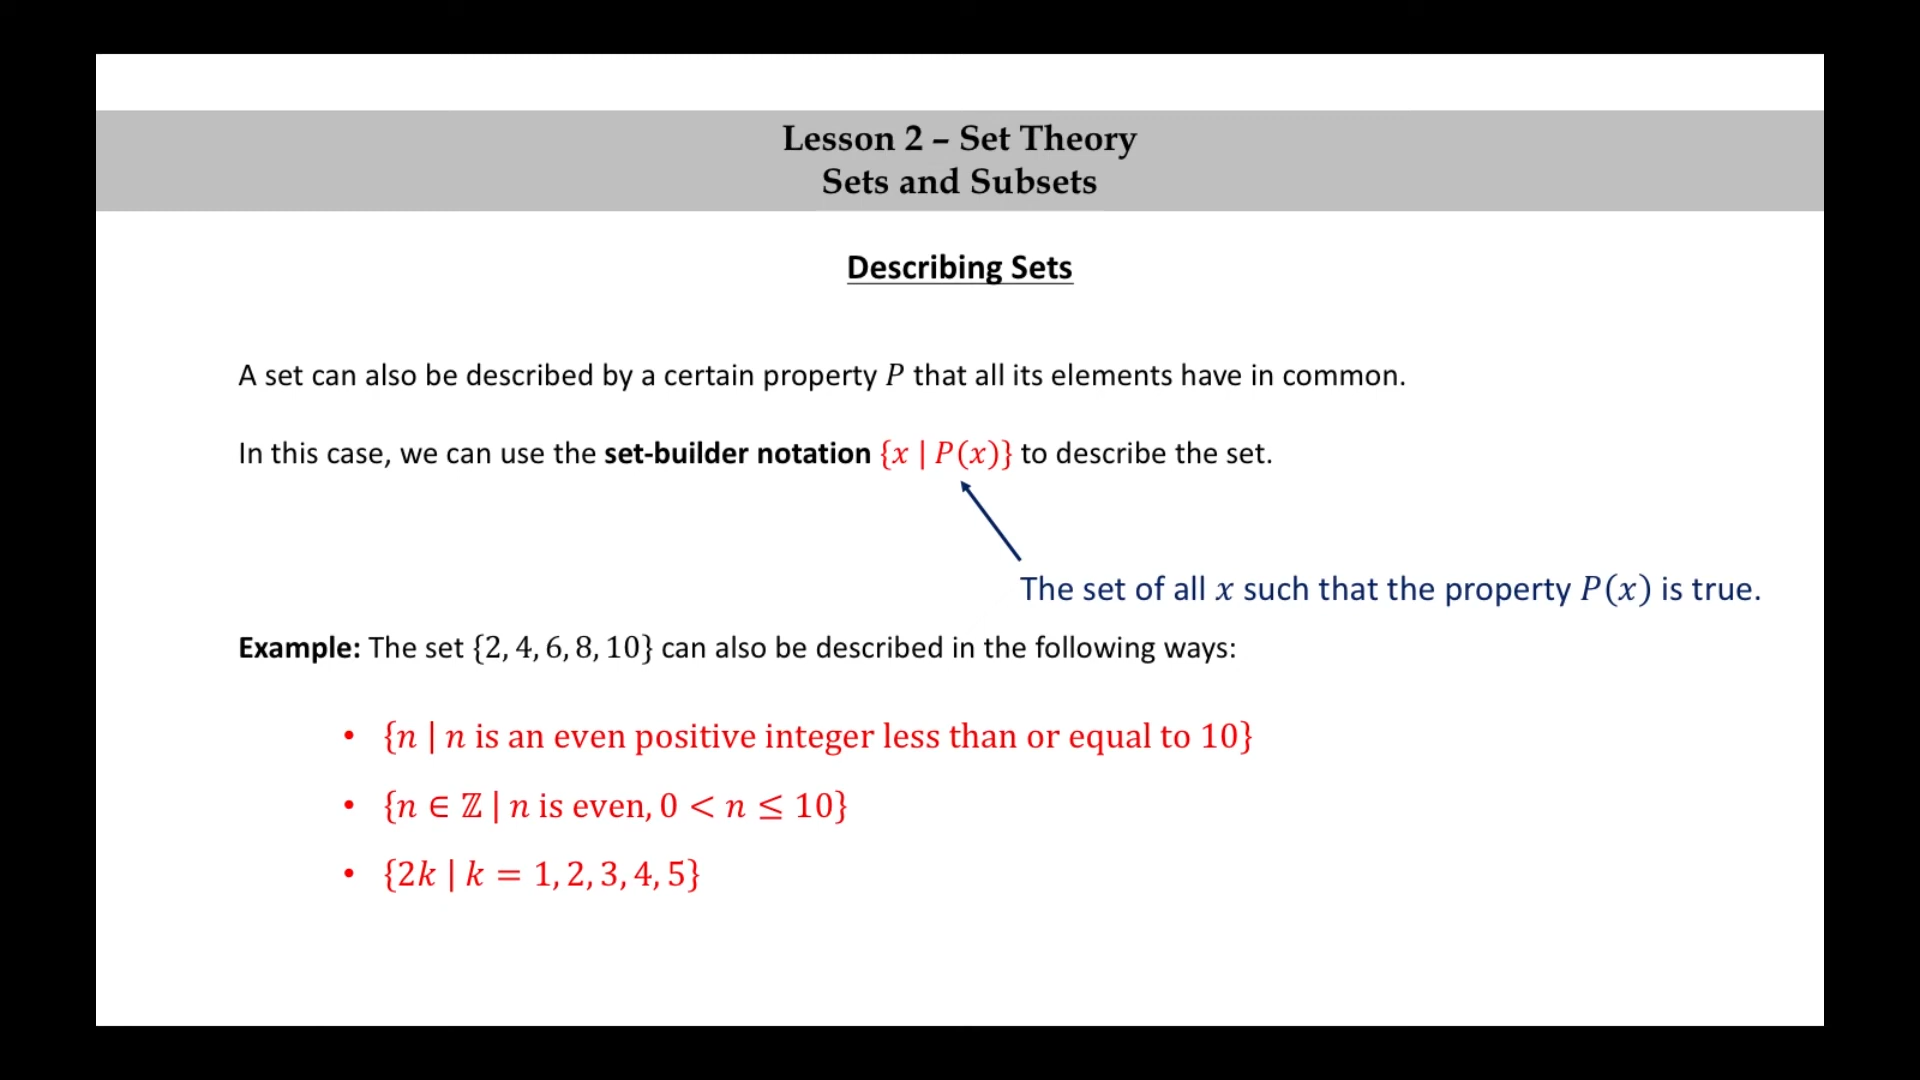 Lesson 2 – Set Theory
Sets and Subsets
Describing Sets
A set can also be described by a certain property P that all its elements have in common.
In this case, we can use the set-builder notation {x | P(x)} to describe the set.
The set of all x such that the property P(x) is true.
Example: The set {2, 4, 6, 8, 10} can also be described in the following ways:
• {n | n is an even positive integer less than or equal to 10}
• {n ∈ ℤ | n is even, 0 < n ≤ 10}
• {2k | k = 1, 2, 3, 4, 5}